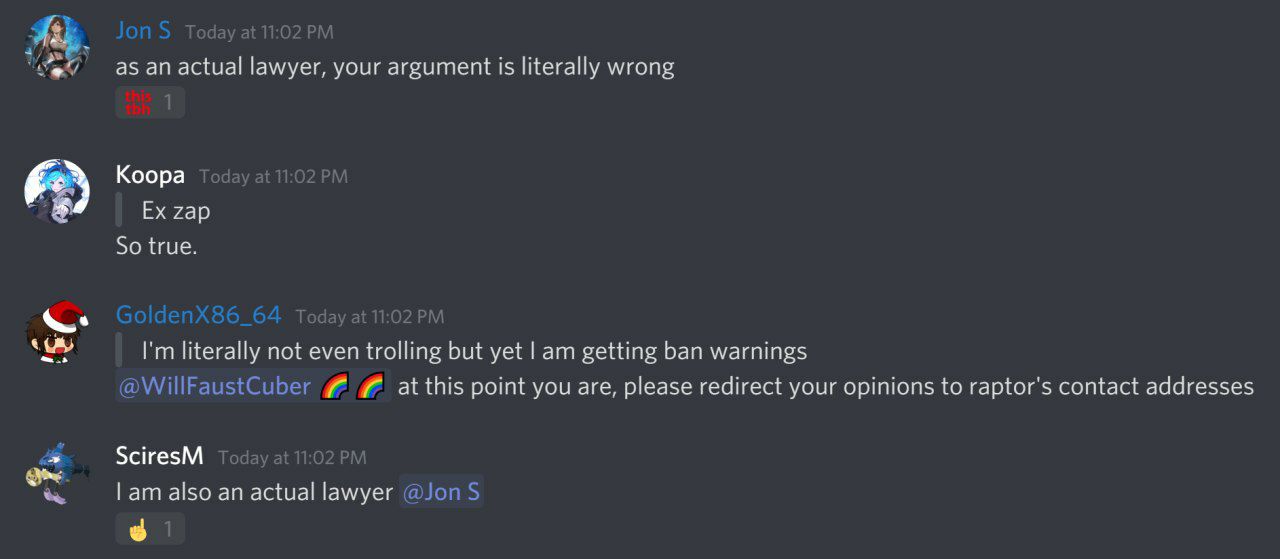 Jon S Today at 11:02 PM
as an actual lawyer, your argument is literally wrong
this
tbh 1
Koopa Today at 11:02 PM
Ex zap
So true.
GoldenX86_64 Today at 11:02 PM
I'm literally not even trolling but yet I am getting ban warnings
@WillFaustCuber 🌈🌈 at this point you are, please redirect your opinions to raptor's contact addresses
SciresM Today at 11:02 PM
I am also an actual lawyer @Jon S
☝ 1